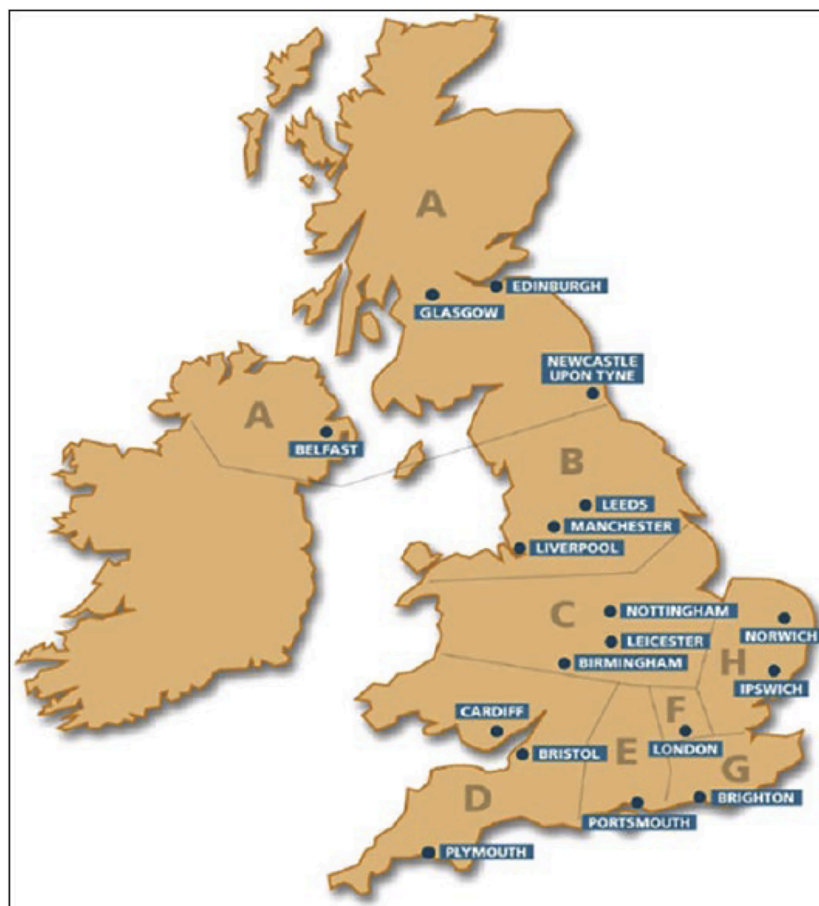 A
EDINBURGH
GLASGOW
NEWCASTLE
UPON TYNE
A
BELFAST
B
LEEDS
MANCHESTER
LIVERPOOL
C
NOTTINGHAM
NORWICH
LEICESTER
H
BIRMINGHAM
IPSWICH
CARDIFF
F
BRISTOL
E
LONDON
G
D
BRIGHTON
PORTSMOUTH
PLYMOUTH